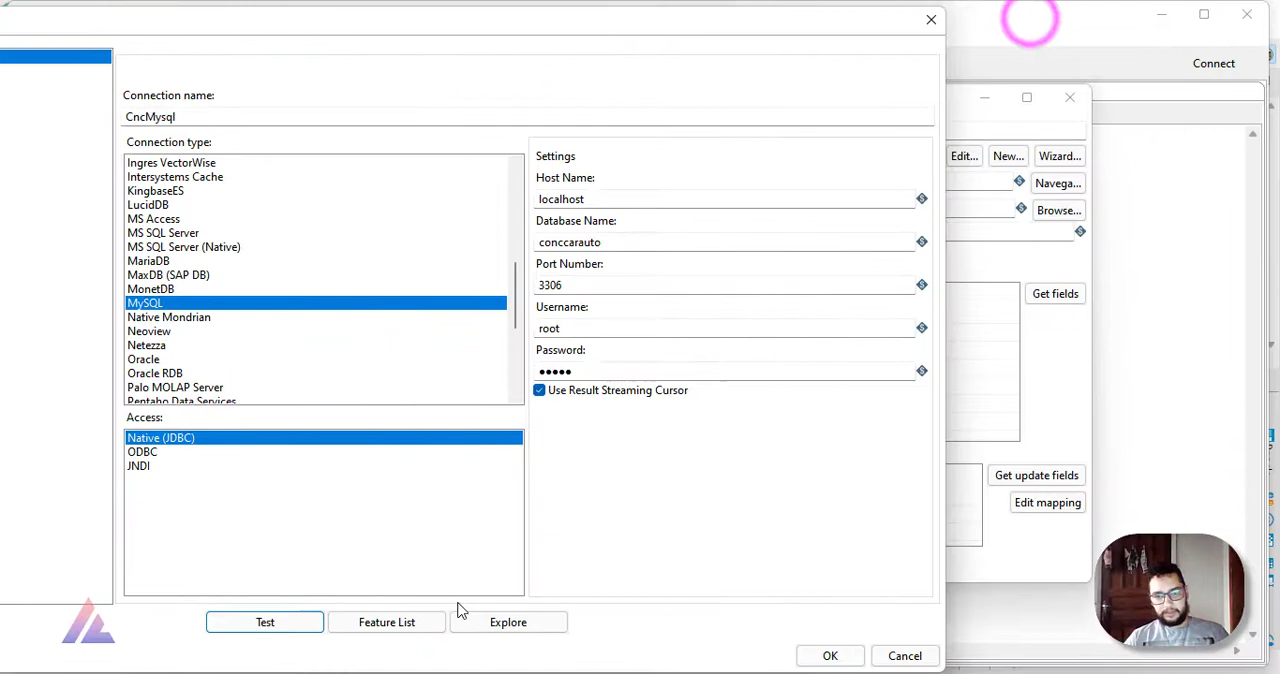 Connect
Connection name:
CncMysql
Connection type:
Ingres VectorWise
Intersystems Cache
KingbaseES
LucidDB
MS Access
MS SQL Server
MS SQL Server (Native)
MariaDB
MaxDB (SAP DB)
MonetDB
MySQL
Native Mondrian
Neoview
Netezza
Oracle
Oracle RDB
Palo MOLAP Server
Pentaho Data Services
Access:
Native (JDBC)
ODBC
JNDI
Settings
Host Name:
localhost
Database Name:
conccarauto
Port Number:
3306
Username:
root
Password:
●●●●●
Use Result Streaming Cursor
Test
Feature List
Explore
OK
Cancel
Edit...
New...
Wizard...
Navega...
Browse...
Get fields
Get update fields
Edit mapping